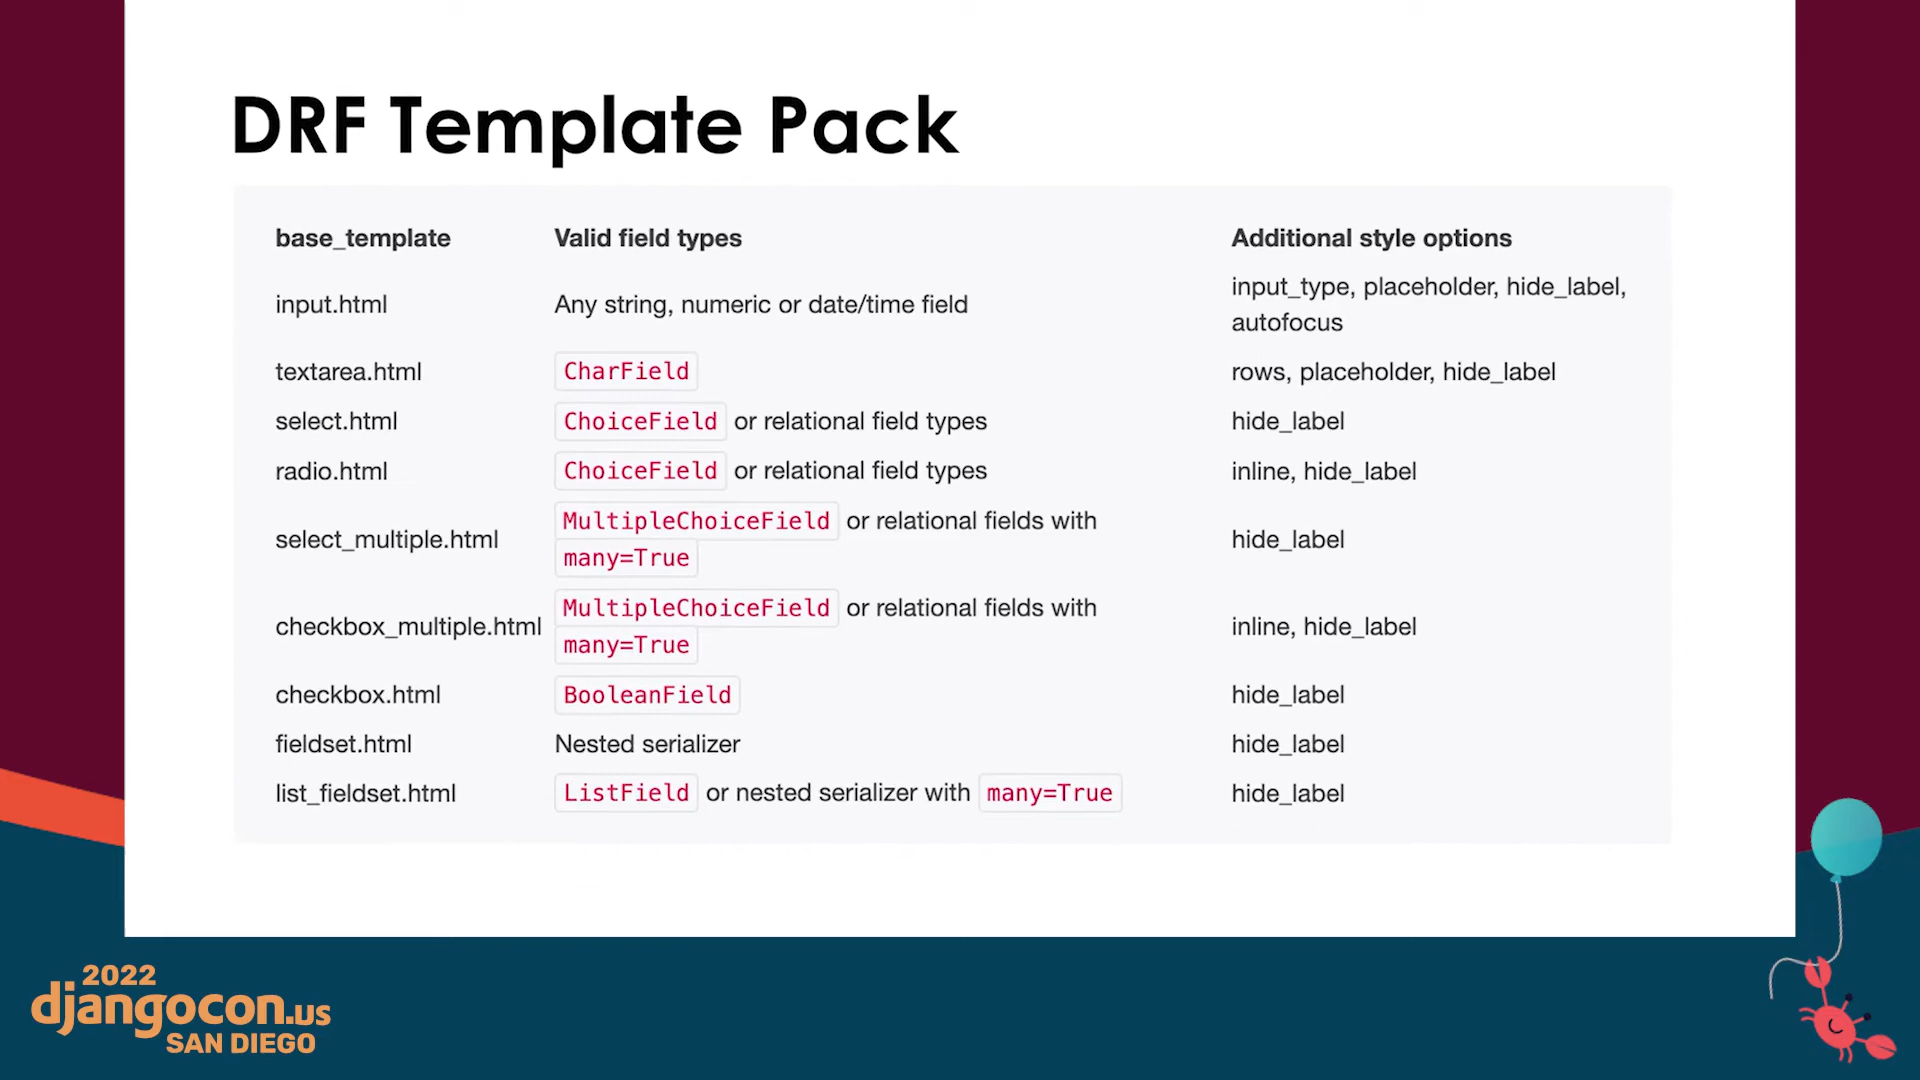 DRF Template Pack
base_template Valid field types Additional style options
input.html Any string, numeric or date/time field input_type, placeholder, hide_label,
autofocus
textarea.html CharField rows, placeholder, hide_label
select.html ChoiceField or relational field types hide_label
radio.html ChoiceField or relational field types inline, hide_label
select_multiple.html MultipleChoiceField or relational fields with
many=True hide_label
checkbox_multiple.html MultipleChoiceField or relational fields with
many=True inline, hide_label
checkbox.html BooleanField hide_label
fieldset.html Nested serializer hide_label
list_fieldset.html ListField or nested serializer with many=True hide_label
2022
djangocon.us
SAN DIEGO